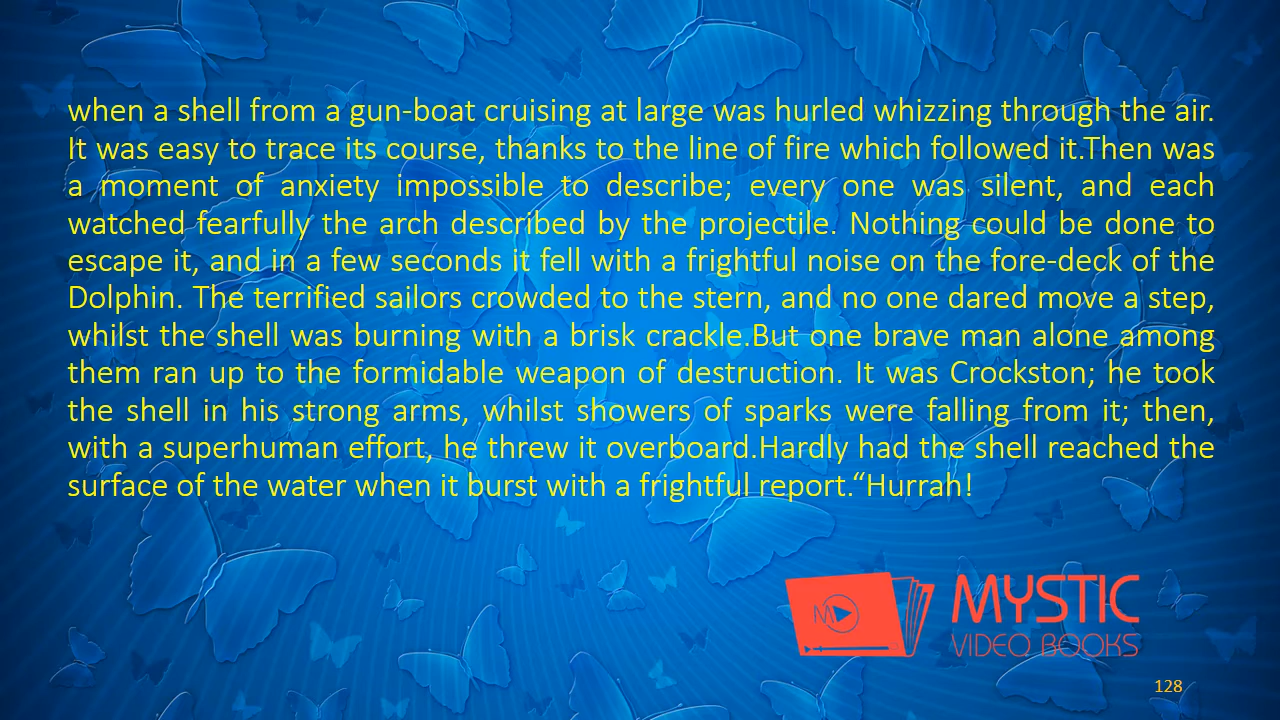 when a shell from a gun-boat cruising at large was hurled whizzing through the air.
It was easy to trace its course, thanks to the line of fire which followed it.Then was
a moment of anxiety impossible to describe; every one was silent, and each
watched fearfully the arch described by the projectile. Nothing could be done to
escape it, and in a few seconds it fell with a frightful noise on the fore-deck of the
Dolphin. The terrified sailors crowded to the stern, and no one dared move a step,
whilst the shell was burning with a brisk crackle.But one brave man alone among
them ran up to the formidable weapon of destruction. It was Crockston; he took
the shell in his strong arms, whilst showers of sparks were falling from it; then,
with a superhuman effort, he threw it overboard.Hardly had the shell reached the
surface of the water when it burst with a frightful report.“Hurrah!
MYSTIC
VIDEO BOOKS
128